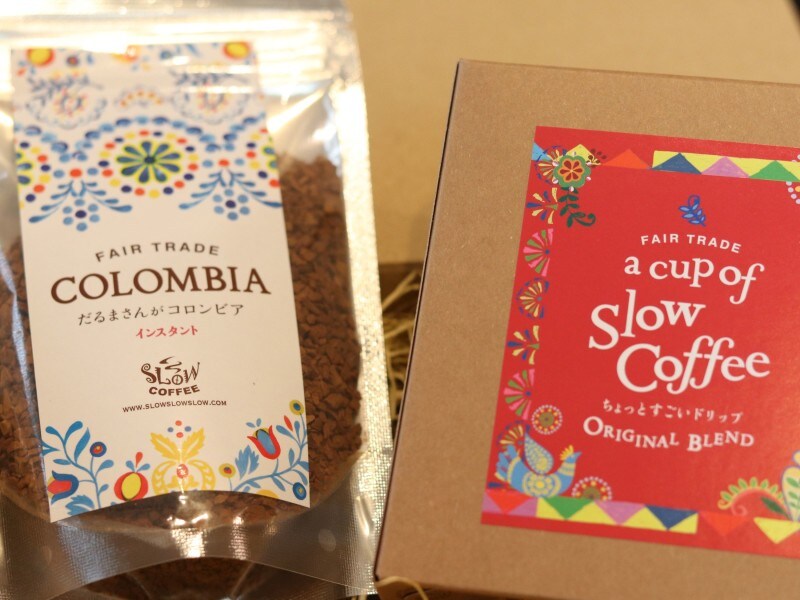 FAIR TRADE
COLOMBIA
だるまさんがコロンビア
インスタント
SLOW
COFFEE
WWW.SLOWSLOWSLOW.COM
FAIR TRADE
a cup of
Slow
Coffee
ちょっとすごいドリップ
ORIGINAL BLEND